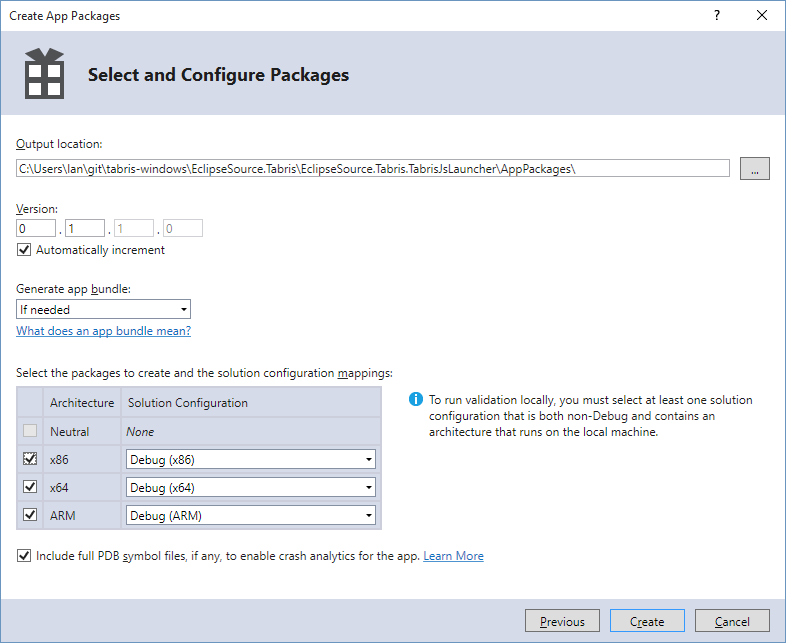 Create App Packages
?
Select and Configure Packages
Output location:
C:\Users\Ian\git\tabris-windows\EclipseSource.Tabris\EclipseSource.Tabris.TabrisJsLauncher\AppPackages\
...
Version:
0 . 1 . 1 . 0
Automatically increment
Generate app bundle:
If needed
What does an app bundle mean?
Select the packages to create and the solution configuration mappings:
Architecture Solution Configuration
Neutral None
x86 Debug (x86)
x64 Debug (x64)
ARM Debug (ARM)
To run validation locally, you must select at least one solution
configuration that is both non-Debug and contains an
architecture that runs on the local machine.
Include full PDB symbol files, if any, to enable crash analytics for the app. Learn More
Previous Create Cancel